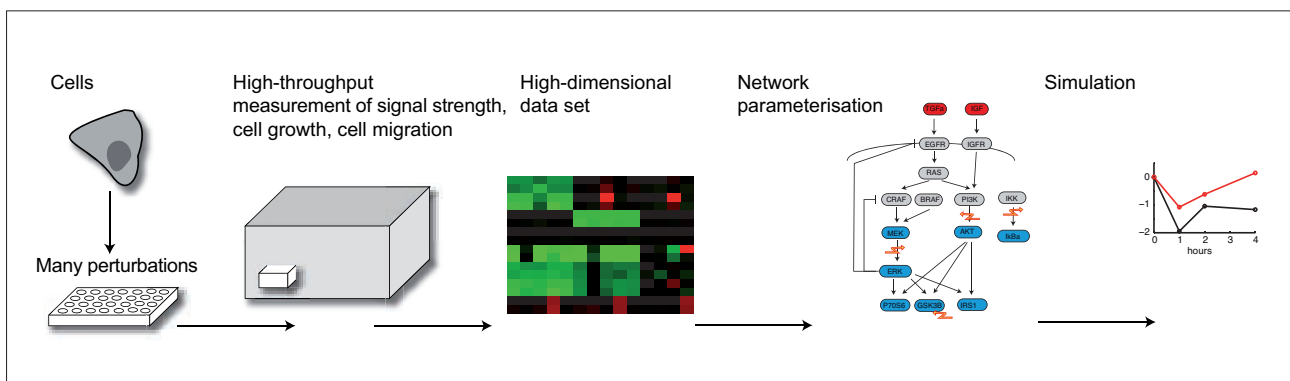 Cells
Many perturbations
High-throughput
measurement of signal strength,
cell growth, cell migration
High-dimensional
data set
Network
parameterisation
TGFa
IGF
EGFR
IGFR
RAS
CRAF
BRAF
PI3K
IKK
MEK
AKT
IkBa
ERK
P70S6
GSK3B
IRS1
Simulation
0
−1
−2
0 1 2 4
hours